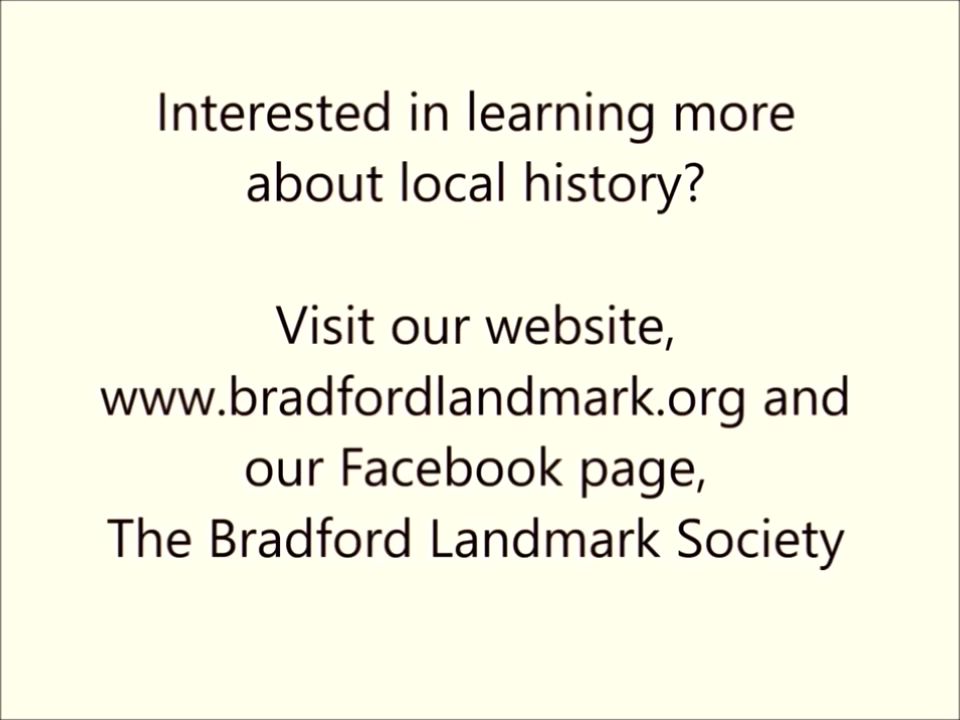 Interested in learning more
about local history?
Visit our website,
www.bradfordlandmark.org and
our Facebook page,
The Bradford Landmark Society